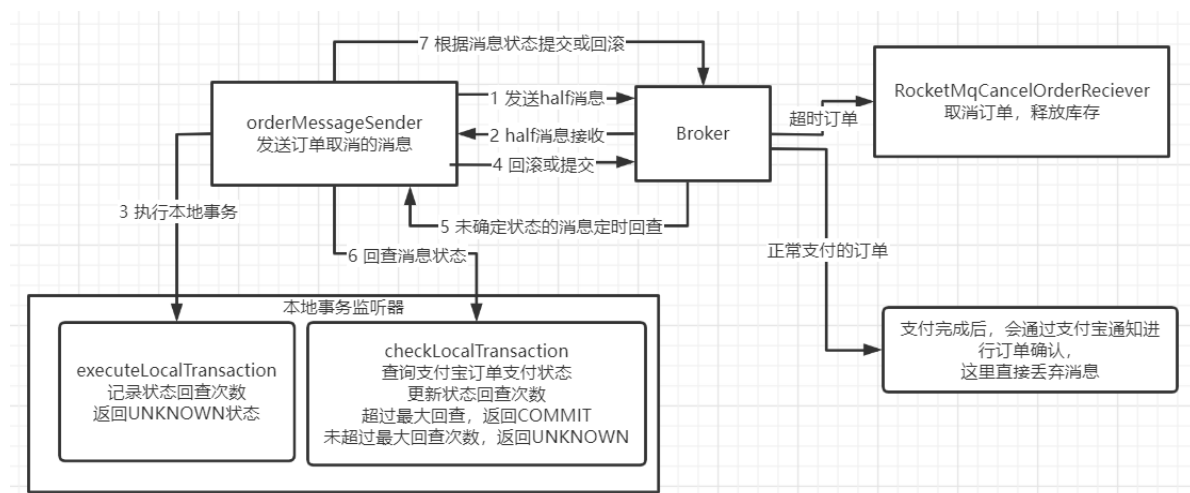 7 根据消息状态提交或回滚
orderMessageSender
发送订单取消的消息
1 发送half消息
2 half消息接收
4 回滚或提交
Broker
超时订单
RocketMqCancelOrderReciever
取消订单，释放库存
3 执行本地事务
5 未确定状态的消息定时回查
6 回查消息状态
正常支付的订单
本地事务监听器
executeLocalTransaction
记录状态回查次数
返回UNKNOWN状态
checkLocalTransaction
查询支付宝订单支付状态
更新状态回查次数
超过最大回查，返回COMMIT
未超过最大回查次数，返回UNKNOWN
支付完成后，会通过支付宝通知进
行订单确认，
这里直接丢弃消息